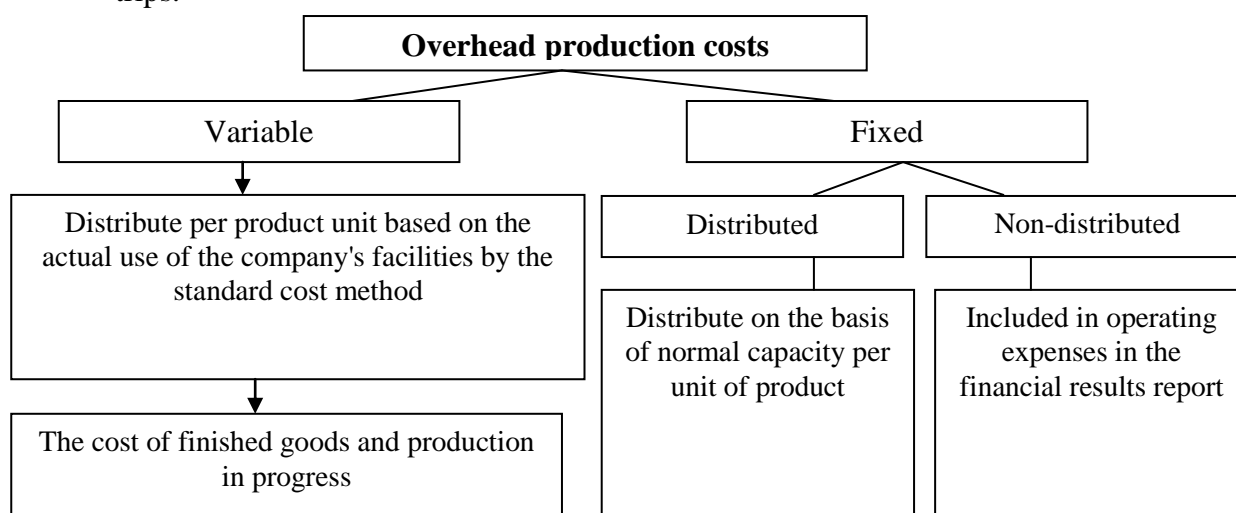 trips.
Overhead production costs
Variable
Fixed
Distribute per product unit based on the
actual use of the company's facilities by the
standard cost method
Distributed
Non-distributed
Distribute on the basis
of normal capacity per
unit of product
Included in operating
expenses in the
financial results report
The cost of finished goods and production
in progress